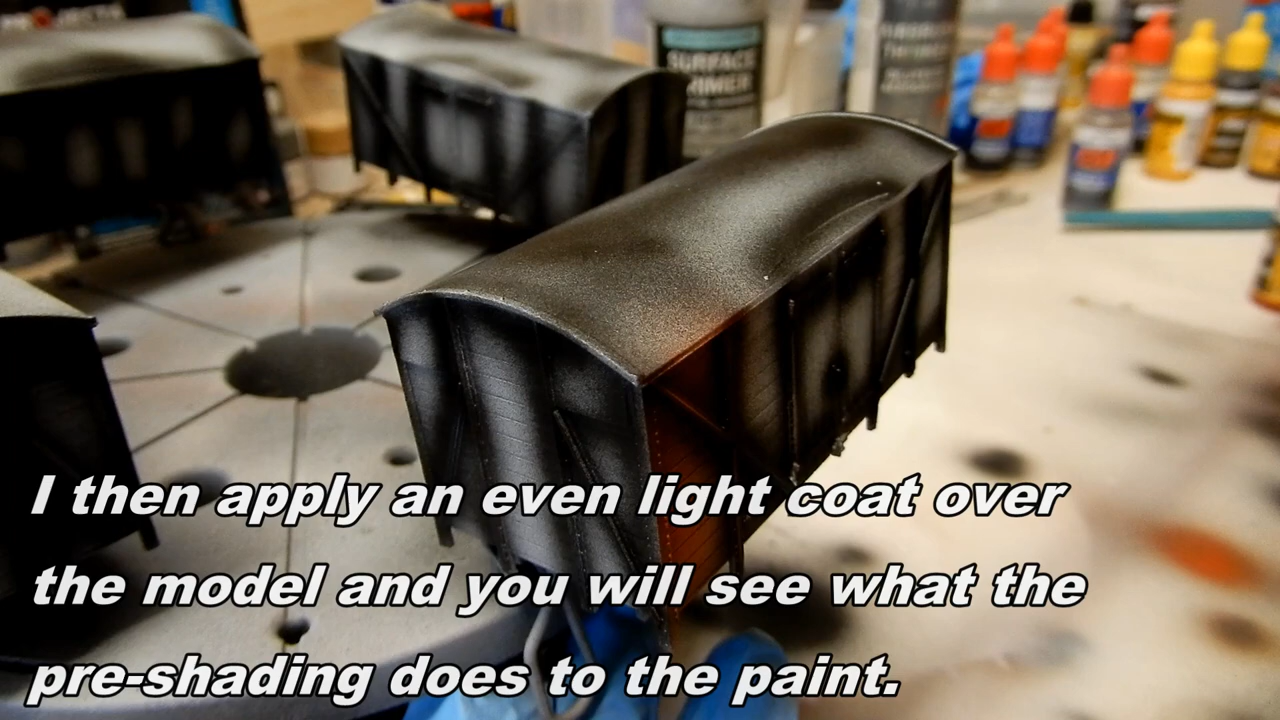 PROJECTS
SURFACE
PRIMER
I then apply an even light coat over
the model and you will see what the
pre-shading does to the paint.